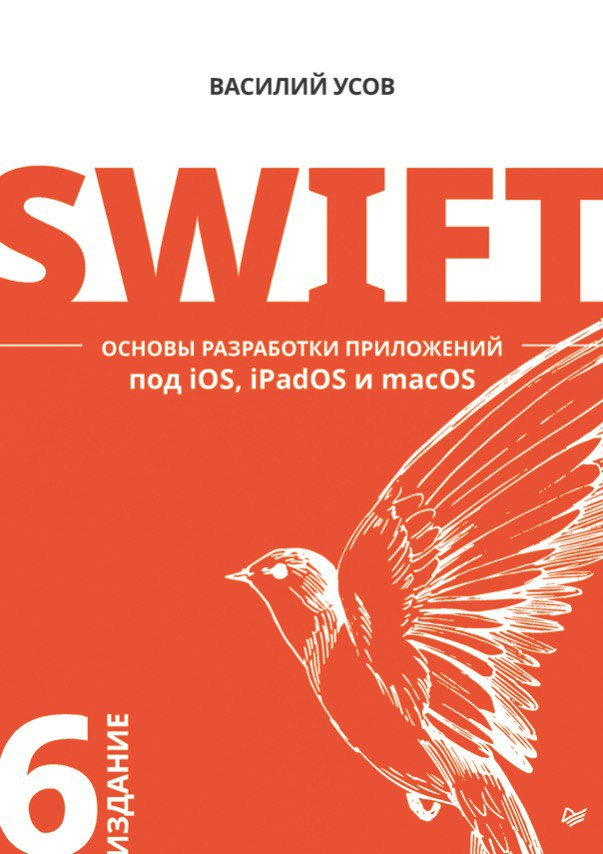 ВАСИЛИЙ УСОВ
SWIFT
ОСНОВЫ РАЗРАБОТКИ ПРИЛОЖЕНИЙ
под iOS, iPadOS и macOS
6
ИЗДАНИЕ